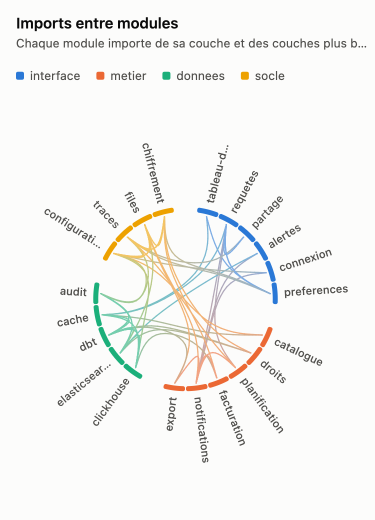 Imports entre modules
Chaque module importe de sa couche et des couches plus b...
interface
metier
donnees
socle
tableau-d...
requetes
partage
alertes
connexion
preferences
catalogue
droits
planification
facturation
notifications
export
clickhouse
elasticsear...
dbt
cache
audit
configurati...
traces
files
chiffrement